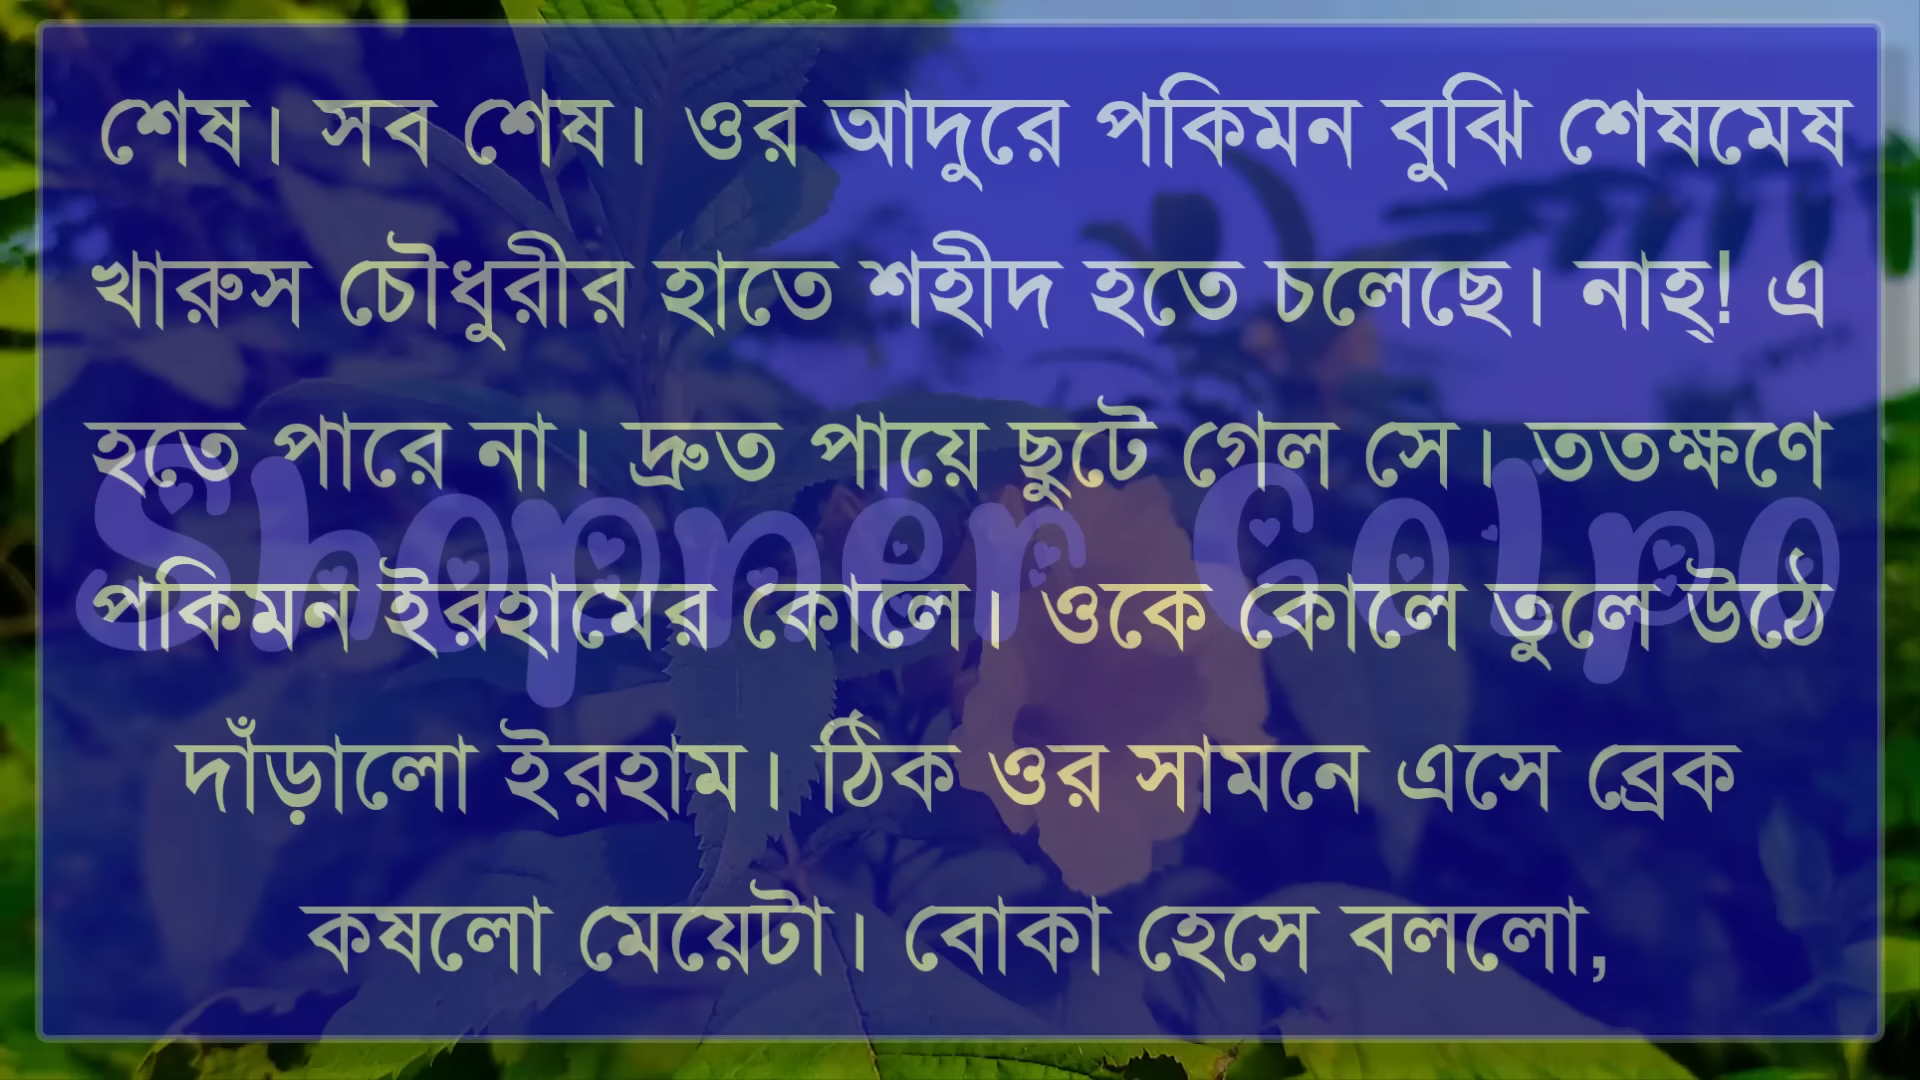 শেষ। সব শেষ। ওর আদুরে পকিমন বুঝি শেষমেষ
খারুস চৌধুরীর হাতে শহীদ হতে চলেছে। নাহ্! এ
হতে পারে না। দ্রুত পায়ে ছুটে গেল সে। ততক্ষণে
Shopner Golpo
পকিমন ইরহামের কোলে। ওকে কোলে তুলে উঠে
দাঁড়ালো ইরহাম। ঠিক ওর সামনে এসে ব্রেক
কষলো মেয়েটা। বোকা হেসে বললো,